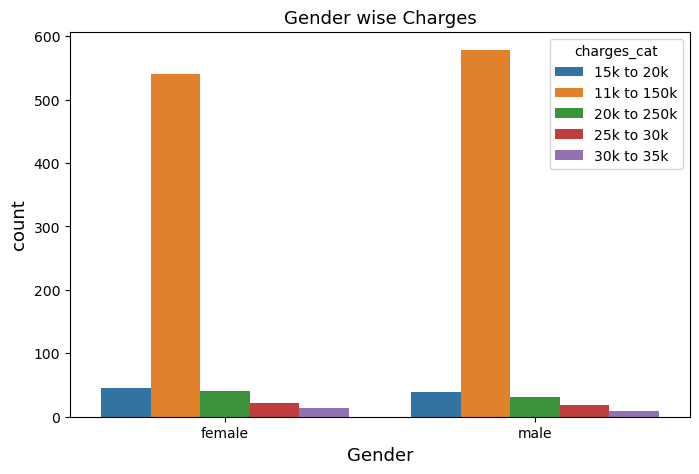 Gender wise Charges
charges_cat
15k to 20k
11k to 150k
20k to 250k
25k to 30k
30k to 35k
count
600
500
400
300
200
100
0
female
male
Gender